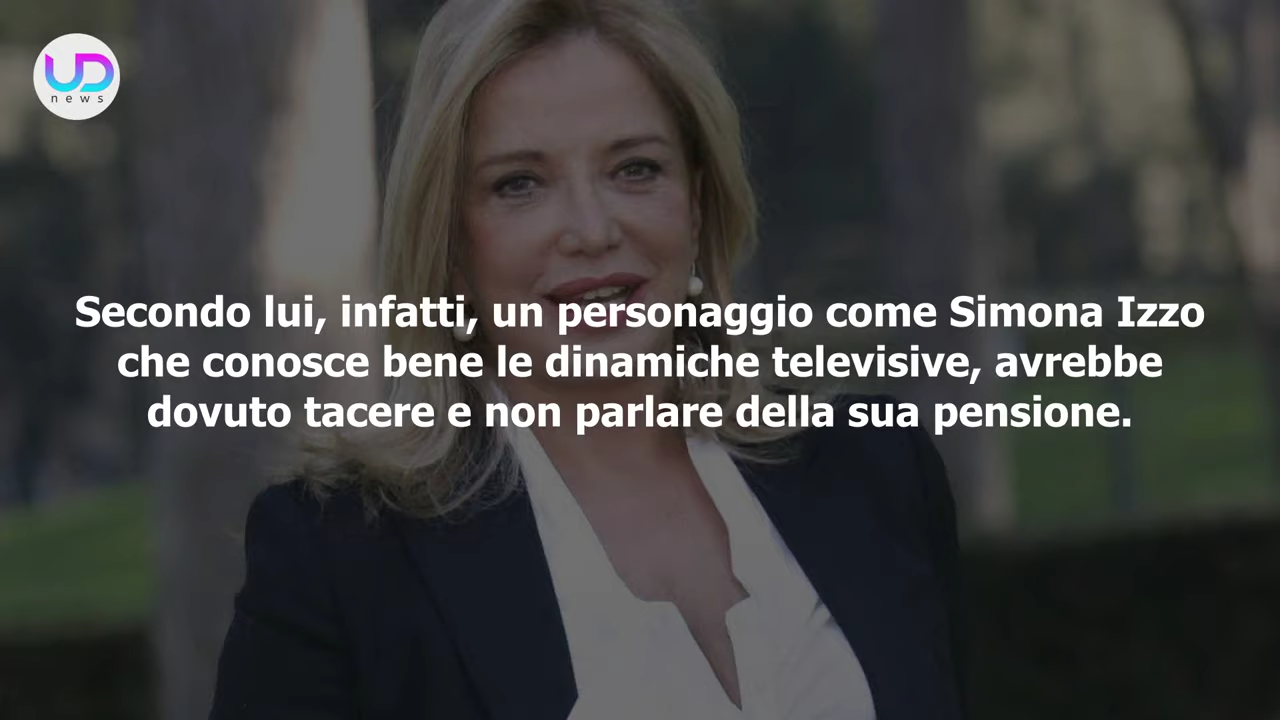 UD
news
Secondo lui, infatti, un personaggio come Simona Izzo
che conosce bene le dinamiche televisive, avrebbe
dovuto tacere e non parlare della sua pensione.